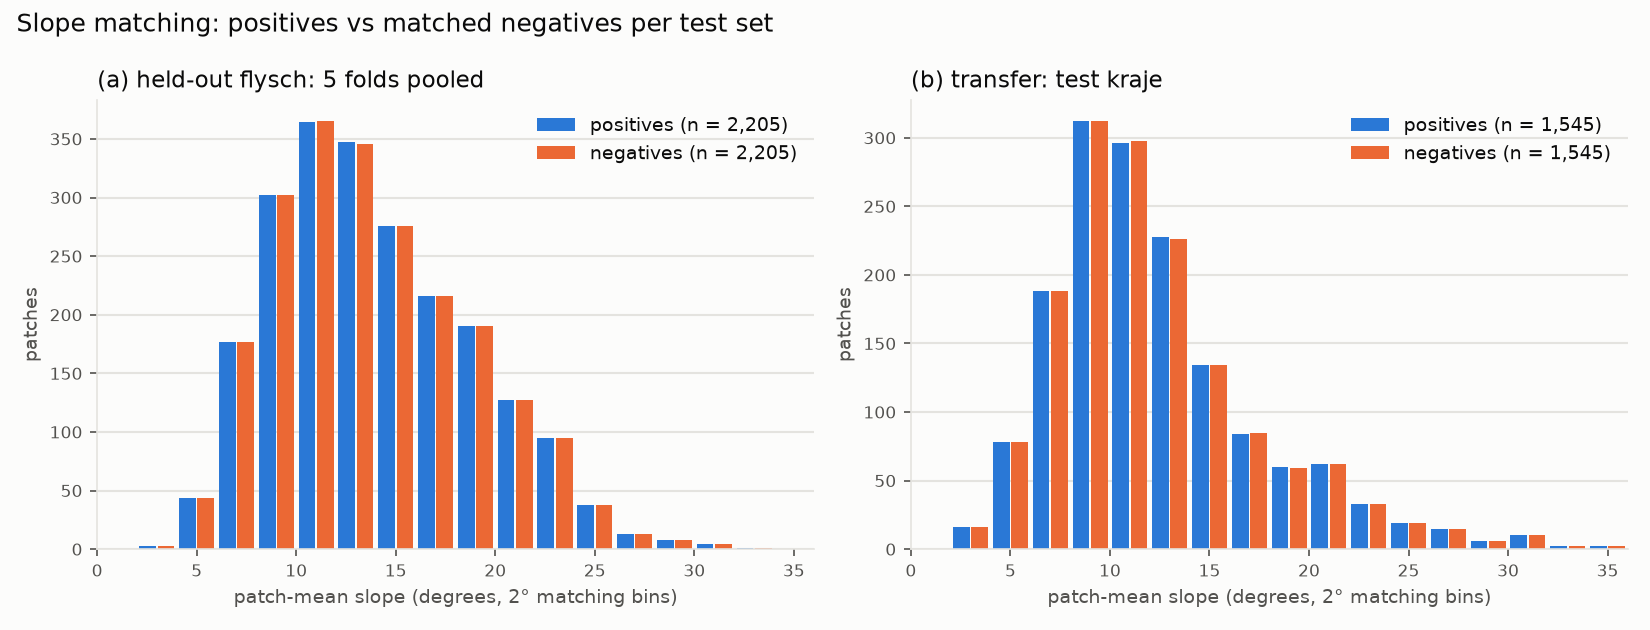 Slope matching: positives vs matched negatives per test set
(a) held-out flysch: 5 folds pooled
positives (n = 2,205)
negatives (n = 2,205)
350
300
250
200
150
100
50
0
patches
0 5 10 15 20 25 30 35
patch-mean slope (degrees, 2° matching bins)
(b) transfer: test kraje
positives (n = 1,545)
negatives (n = 1,545)
300
250
200
150
100
50
0
patches
0 5 10 15 20 25 30 35
patch-mean slope (degrees, 2° matching bins)